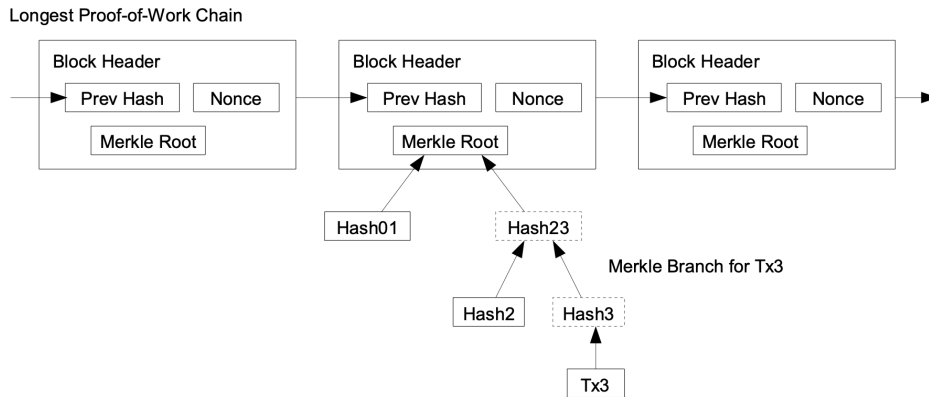 Longest Proof-of-Work Chain
Block Header
Prev Hash
Nonce
Merkle Root
Block Header
Prev Hash
Nonce
Merkle Root
Block Header
Prev Hash
Nonce
Merkle Root
Hash01
Hash23
Merkle Branch for Tx3
Hash2
Hash3
Tx3